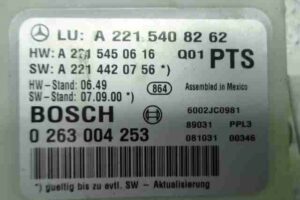 LU: A 221 540 82 62
HW: A 221 545 06 16 Q01 PTS
SW: A 221 442 07 56 *)
HW-Stand: 06.49 864 Assembled in Mexico
SW-Stand: 07.09.00 *)
BOSCH 6002JC0981
0 263 004 253 89031 PPL3
081031 00346
*) gueltig bis zu evtl. SW - Aktualisierung